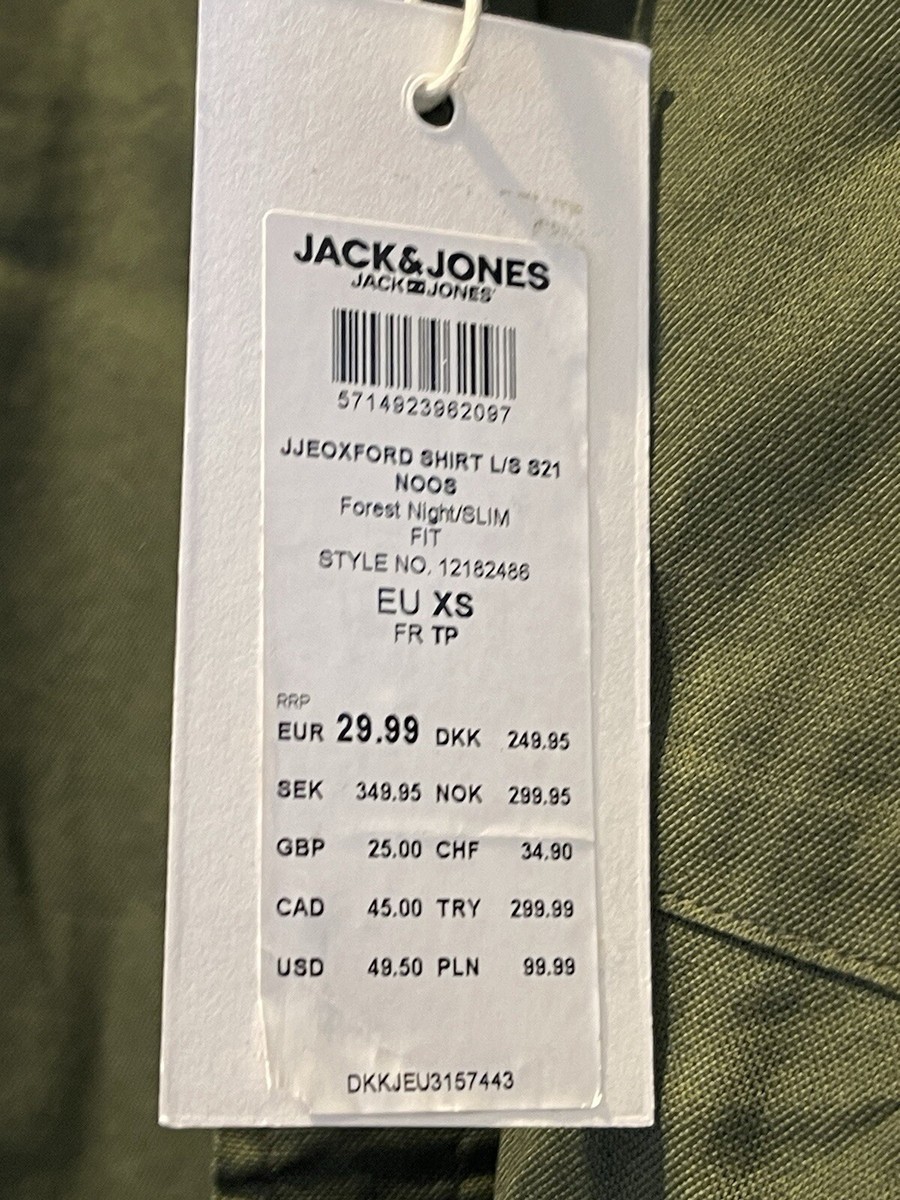 JACK&JONES
JACK JONES
5714923962097
JJEOXFORD SHIRT L/S S21
NOOS
Forest Night/SLIM
FIT
STYLE NO. 12182486
EU XS
FR TP
RRP
EUR 29.99 DKK 249.95
SEK 349.95 NOK 299.95
GBP 25.00 CHF 34.90
CAD 45.00 TRY 299.99
USD 49.50 PLN 99.99
DKKJEU3157443